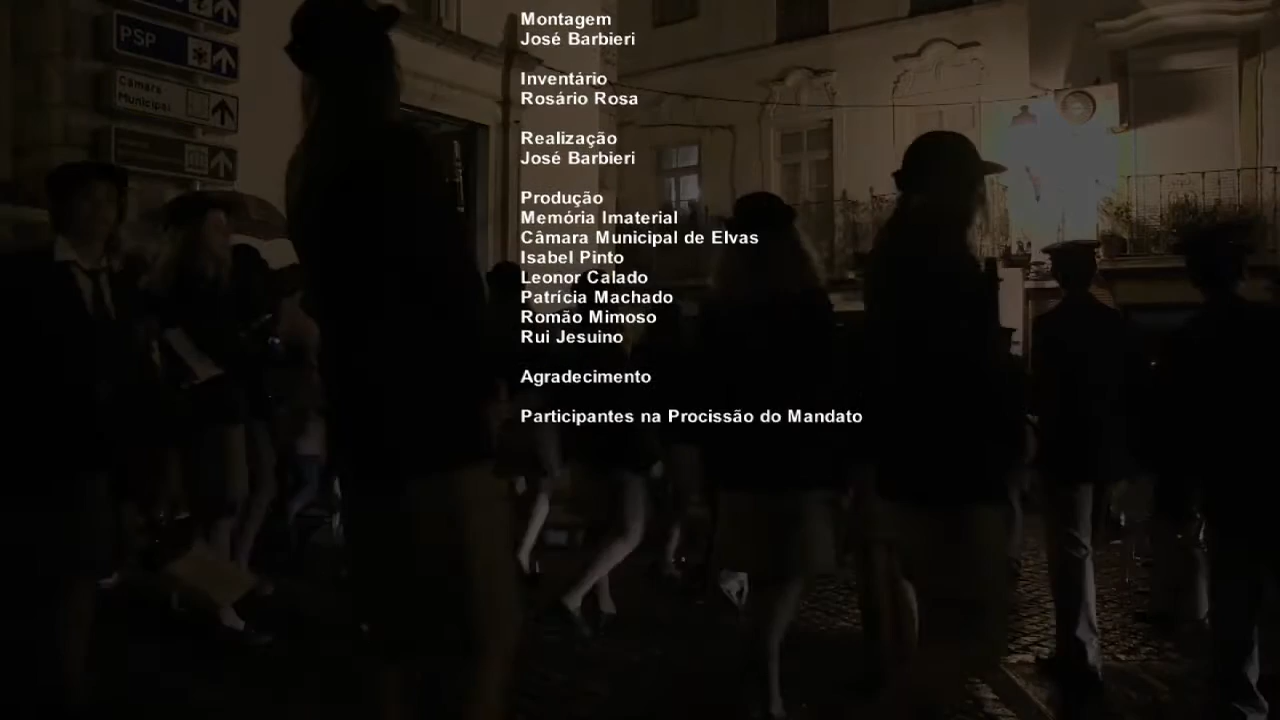 PSP
Câmara
Municipal
Montagem
José Barbieri
Inventário
Rosário Rosa
Realização
José Barbieri
Produção
Memória Imaterial
Câmara Municipal de Elvas
Isabel Pinto
Leonor Calado
Patrícia Machado
Romão Mimoso
Rui Jesuino
Agradecimento
Participantes na Procissão do Mandato